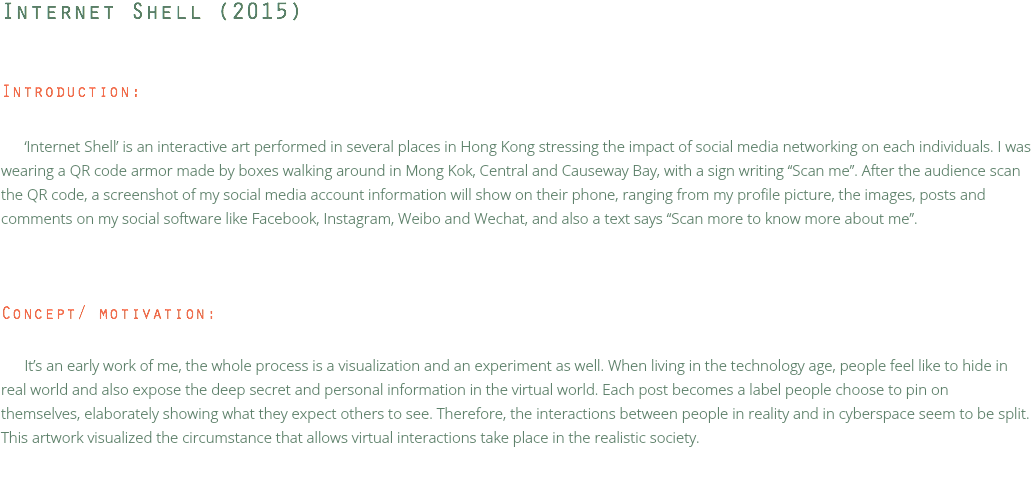 Internet Shell (2015)
Introduction:
‘Internet Shell’ is an interactive art performed in several places in Hong Kong stressing the impact of social media networking on each individuals. I was
wearing a QR code armor made by boxes walking around in Mong Kok, Central and Causeway Bay, with a sign writing “Scan me”. After the audience scan
the QR code, a screenshot of my social media account information will show on their phone, ranging from my profile picture, the images, posts and
comments on my social software like Facebook, Instagram, Weibo and Wechat, and also a text says “Scan more to know more about me”.
Concept/ motivation:
It’s an early work of me, the whole process is a visualization and an experiment as well. When living in the technology age, people feel like to hide in
real world and also expose the deep secret and personal information in the virtual world. Each post becomes a label people choose to pin on
themselves, elaborately showing what they expect others to see. Therefore, the interactions between people in reality and in cyberspace seem to be split.
This artwork visualized the circumstance that allows virtual interactions take place in the realistic society.